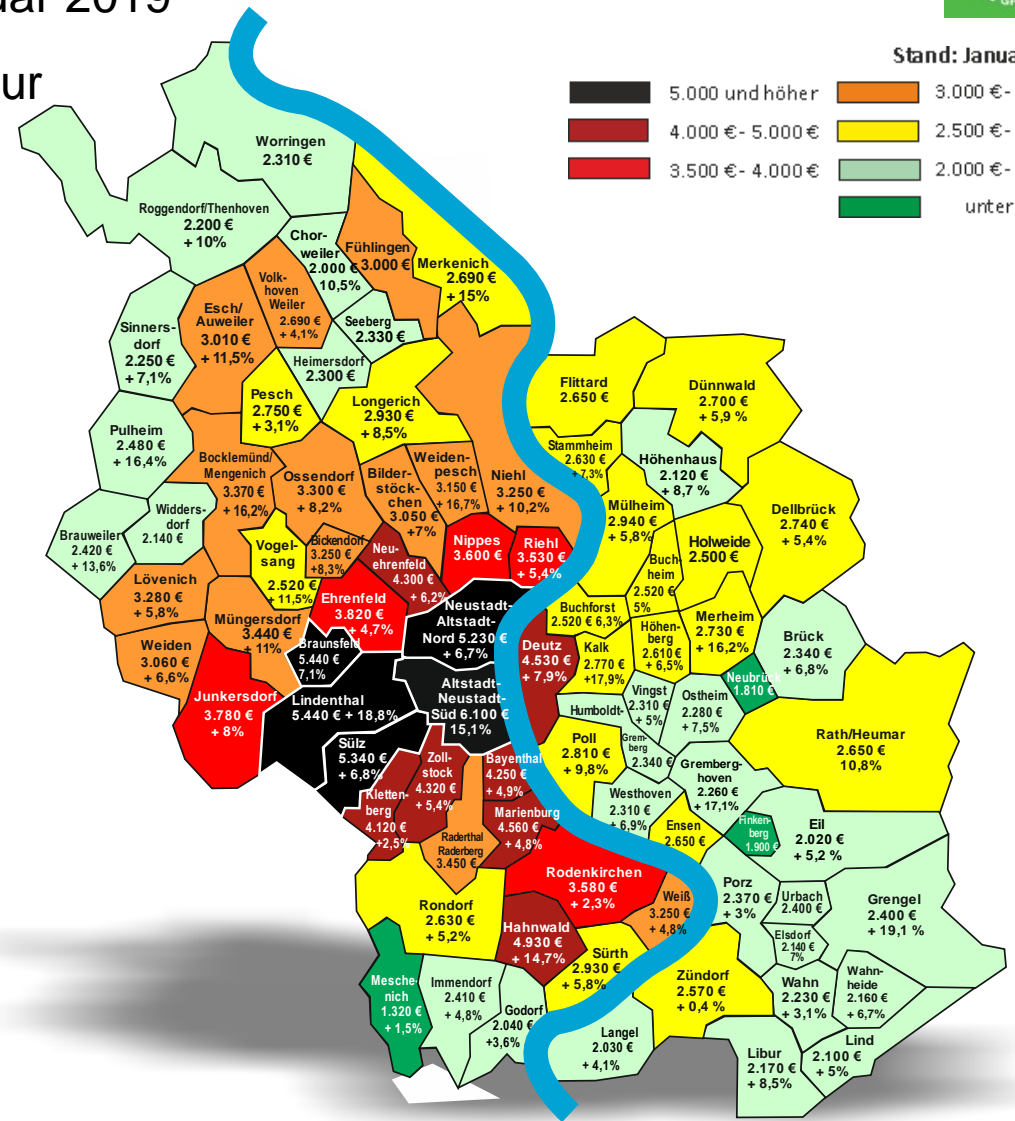 uar 2019
ur
Stand: Janua
5.000 und höher
3.000 €-
4.000 €- 5.000 €
2.500 €-
3.500 €- 4.000 €
2.000 €-
unter
Worringen
2.310 €
Roggendorf/Thenhoven
2.200 €
+ 10%
Chor-
weiler
2.000 €
10,5%
Fühlingen
3.000 €
Merkenich
2.690 €
+ 15%
Volk-
hoven
Weiler
2.690 €
+ 4,1%
Esch/
Auweiler
3.010 €
+ 11,5%
Seeberg
2.330 €
Sinners-
dorf
2.250 €
+ 7,1%
Heimersdorf
2.300 €
Pesch
2.750 €
+ 3,1%
Longerich
2.930 €
+ 8,5%
Flittard
2.650 €
Dünnwald
2.700 €
+ 5,9 %
Pulheim
2.480 €
+ 16,4%
Bocklemünd/
Mengenich
3.370 €
+ 16,2%
Ossendorf
3.300 €
+ 8,2%
Bilder-
stöck-
chen
3.050 €
+7%
Weiden-
pesch
3.150 €
+ 16,7%
Niehl
3.250 €
+ 10,2%
Stammheim
2.630 €
+ 7,3%
Höhenhaus
2.120 €
+ 8,7 %
Dellbrück
2.740 €
+ 5,4%
Mülheim
2.940 €
+ 5,8%
Holweide
2.500 €
Brauweiler
2.420 €
+ 13,6%
Widders-
dorf
2.140 €
Vogel-
sang
2.520 €
+ 11,5%
Bickendorf
3.250 €
+8,3%
Neu-
ehrenfeld
4.300 €
+ 6,2%
Nippes
3.600 €
Riehl
3.530 €
+ 5,4%
Buch-
heim
2.520 €
5%
Lövenich
3.280 €
+ 5,8%
Ehrenfeld
3.820 €
+ 4,7%
Neustadt-
Altstadt-
Nord 5.230 €
+ 6,7%
Buchforst
2.520 € 6,3%
Merheim
2.730 €
+ 16,2%
Müngersdorf
3.440 €
+ 11%
Weiden
3.060 €
+ 6,6%
Braunsfeld
5.440 €
7,1%
Deutz
4.530 €
+ 7,9%
Kalk
2.770 €
+17,9%
Höhen-
berg
2.610 €
+ 6,5%
Brück
2.340 €
+ 6,8%
Neubrück
1.810 €
Junkersdorf
3.780 €
+ 8%
Lindenthal
5.440 € + 18,8%
Altstadt-
Neustadt-
Süd 6.100 €
15,1%
Humboldt-
Grem-
berg
2.340 €
Vingst
2.310 €
+ 5%
Ostheim
2.280 €
+ 7,5%
Rath/Heumar
2.650 €
10,8%
Sülz
5.340 €
+ 6,8%
Zoll-
stock
4.320 €
+ 5,4%
Bayenthal
4.250 €
+ 4,9%
Poll
2.810 €
+ 9,8%
Gremberg-
hoven
2.260 €
+ 17,1%
Kletten-
berg
4.120 €
+2,5%
Marienburg
4.560 €
+ 4,8%
Westhoven
2.310 €
+ 6,9%
Ensen
2.650 €
Finken-
berg
1.900 €
Eil
2.020 €
+ 5,2 %
Raderthal
Raderberg
3.450 €
Rodenkirchen
3.580 €
+ 2,3%
Weiß
3.250 €
+ 4,8%
Porz
2.370 €
+ 3%
Urbach
2.400 €
Grengel
2.400 €
+ 19,1 %
Rondorf
2.630 €
+ 5,2%
Hahnwald
4.930 €
+ 14,7%
Elsdorf
2.140 €
7%
Sürth
2.930 €
+ 5,8%
Zündorf
2.570 €
+ 0,4 %
Wahn
2.230 €
+ 3,1%
Wahn-
heide
2.160 €
+ 6,7%
Mesche-
nich
1.320 €
+ 1,5%
Immendorf
2.410 €
+ 4,8%
Godorf
2.040 €
+3,6%
Langel
2.030 €
+ 4,1%
Libur
2.170 €
+ 8,5%
Lind
2.100 €
+ 5%